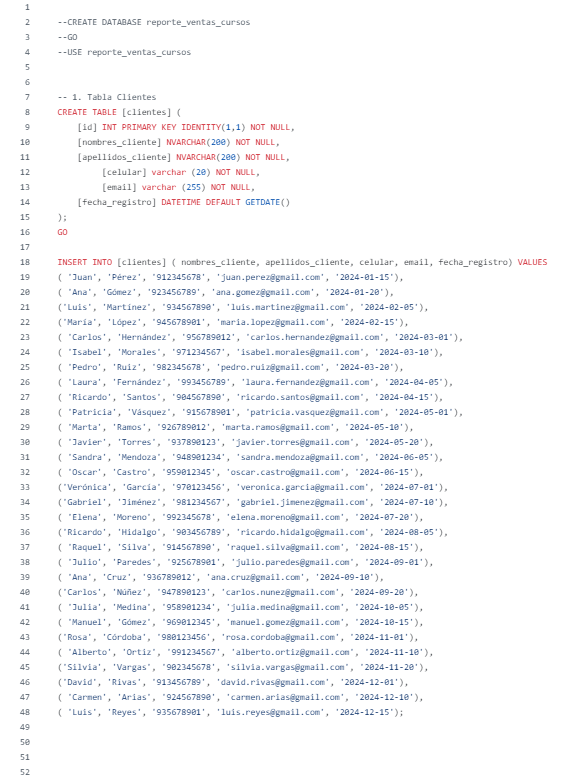 1
2 --CREATE DATABASE reporte_ventas_cursos
3 --GO
4 --USE reporte_ventas_cursos
5
6
7 -- 1. Tabla Clientes
8 CREATE TABLE [clientes] (
9 [id] INT PRIMARY KEY IDENTITY(1,1) NOT NULL,
10 [nombres_cliente] NVARCHAR(200) NOT NULL,
11 [apellidos_cliente] NVARCHAR(200) NOT NULL,
12 [celular] varchar (20) NOT NULL,
13 [email] varchar (255) NOT NULL,
14 [fecha_registro] DATETIME DEFAULT GETDATE()
15 );
16 GO
17
18 INSERT INTO [clientes] ( nombres_cliente, apellidos_cliente, celular, email, fecha_registro) VALUES
19 ( 'Juan', 'Pérez', '912345678', 'juan.perez@gmail.com', '2024-01-15'),
20 ( 'Ana', 'Gómez', '923456789', 'ana.gomez@gmail.com', '2024-01-20'),
21 ('Luis', 'Martínez', '934567890', 'luis.martinez@gmail.com', '2024-02-05'),
22 ('María', 'López', '945678901', 'maria.lopez@gmail.com', '2024-02-15'),
23 ( 'Carlos', 'Hernández', '956789012', 'carlos.hernandez@gmail.com', '2024-03-01'),
24 ( 'Isabel', 'Morales', '971234567', 'isabel.morales@gmail.com', '2024-03-10'),
25 ( 'Pedro', 'Ruiz', '982345678', 'pedro.ruiz@gmail.com', '2024-03-20'),
26 ( 'Laura', 'Fernández', '993456789', 'laura.fernandez@gmail.com', '2024-04-05'),
27 ( 'Ricardo', 'Santos', '904567890', 'ricardo.santos@gmail.com', '2024-04-15'),
28 ( 'Patricia', 'Vásquez', '915678901', 'patricia.vasquez@gmail.com', '2024-05-01'),
29 ( 'Marta', 'Ramos', '926789012', 'marta.ramos@gmail.com', '2024-05-10'),
30 ( 'Javier', 'Torres', '937890123', 'javier.torres@gmail.com', '2024-05-20'),
31 ( 'Sandra', 'Mendoza', '948901234', 'sandra.mendoza@gmail.com', '2024-06-05'),
32 ( 'Oscar', 'Castro', '959012345', 'oscar.castro@gmail.com', '2024-06-15'),
33 ('Verónica', 'García', '970123456', 'veronica.garcia@gmail.com', '2024-07-01'),
34 ('Gabriel', 'Jiménez', '981234567', 'gabriel.jimenez@gmail.com', '2024-07-10'),
35 ( 'Elena', 'Moreno', '992345678', 'elena.moreno@gmail.com', '2024-07-20'),
36 ('Ricardo', 'Hidalgo', '903456789', 'ricardo.hidalgo@gmail.com', '2024-08-05'),
37 ( 'Raquel', 'Silva', '914567890', 'raquel.silva@gmail.com', '2024-08-15'),
38 ( 'Julio', 'Paredes', '925678901', 'julio.paredes@gmail.com', '2024-09-01'),
39 ( 'Ana', 'Cruz', '936789012', 'ana.cruz@gmail.com', '2024-09-10'),
40 ('Carlos', 'Núñez', '947890123', 'carlos.nunez@gmail.com', '2024-09-20'),
41 ( 'Julia', 'Medina', '958901234', 'julia.medina@gmail.com', '2024-10-05'),
42 ( 'Manuel', 'Gómez', '969012345', 'manuel.gomez@gmail.com', '2024-10-15'),
43 ('Rosa', 'Córdoba', '980123456', 'rosa.cordoba@gmail.com', '2024-11-01'),
44 ( 'Alberto', 'Ortiz', '991234567', 'alberto.ortiz@gmail.com', '2024-11-10'),
45 ('Silvia', 'Vargas', '902345678', 'silvia.vargas@gmail.com', '2024-11-20'),
46 ('David', 'Rivas', '913456789', 'david.rivas@gmail.com', '2024-12-01'),
47 ( 'Carmen', 'Arias', '924567890', 'carmen.arias@gmail.com', '2024-12-10'),
48 ( 'Luis', 'Reyes', '935678901', 'luis.reyes@gmail.com', '2024-12-15');
49
50
51
52